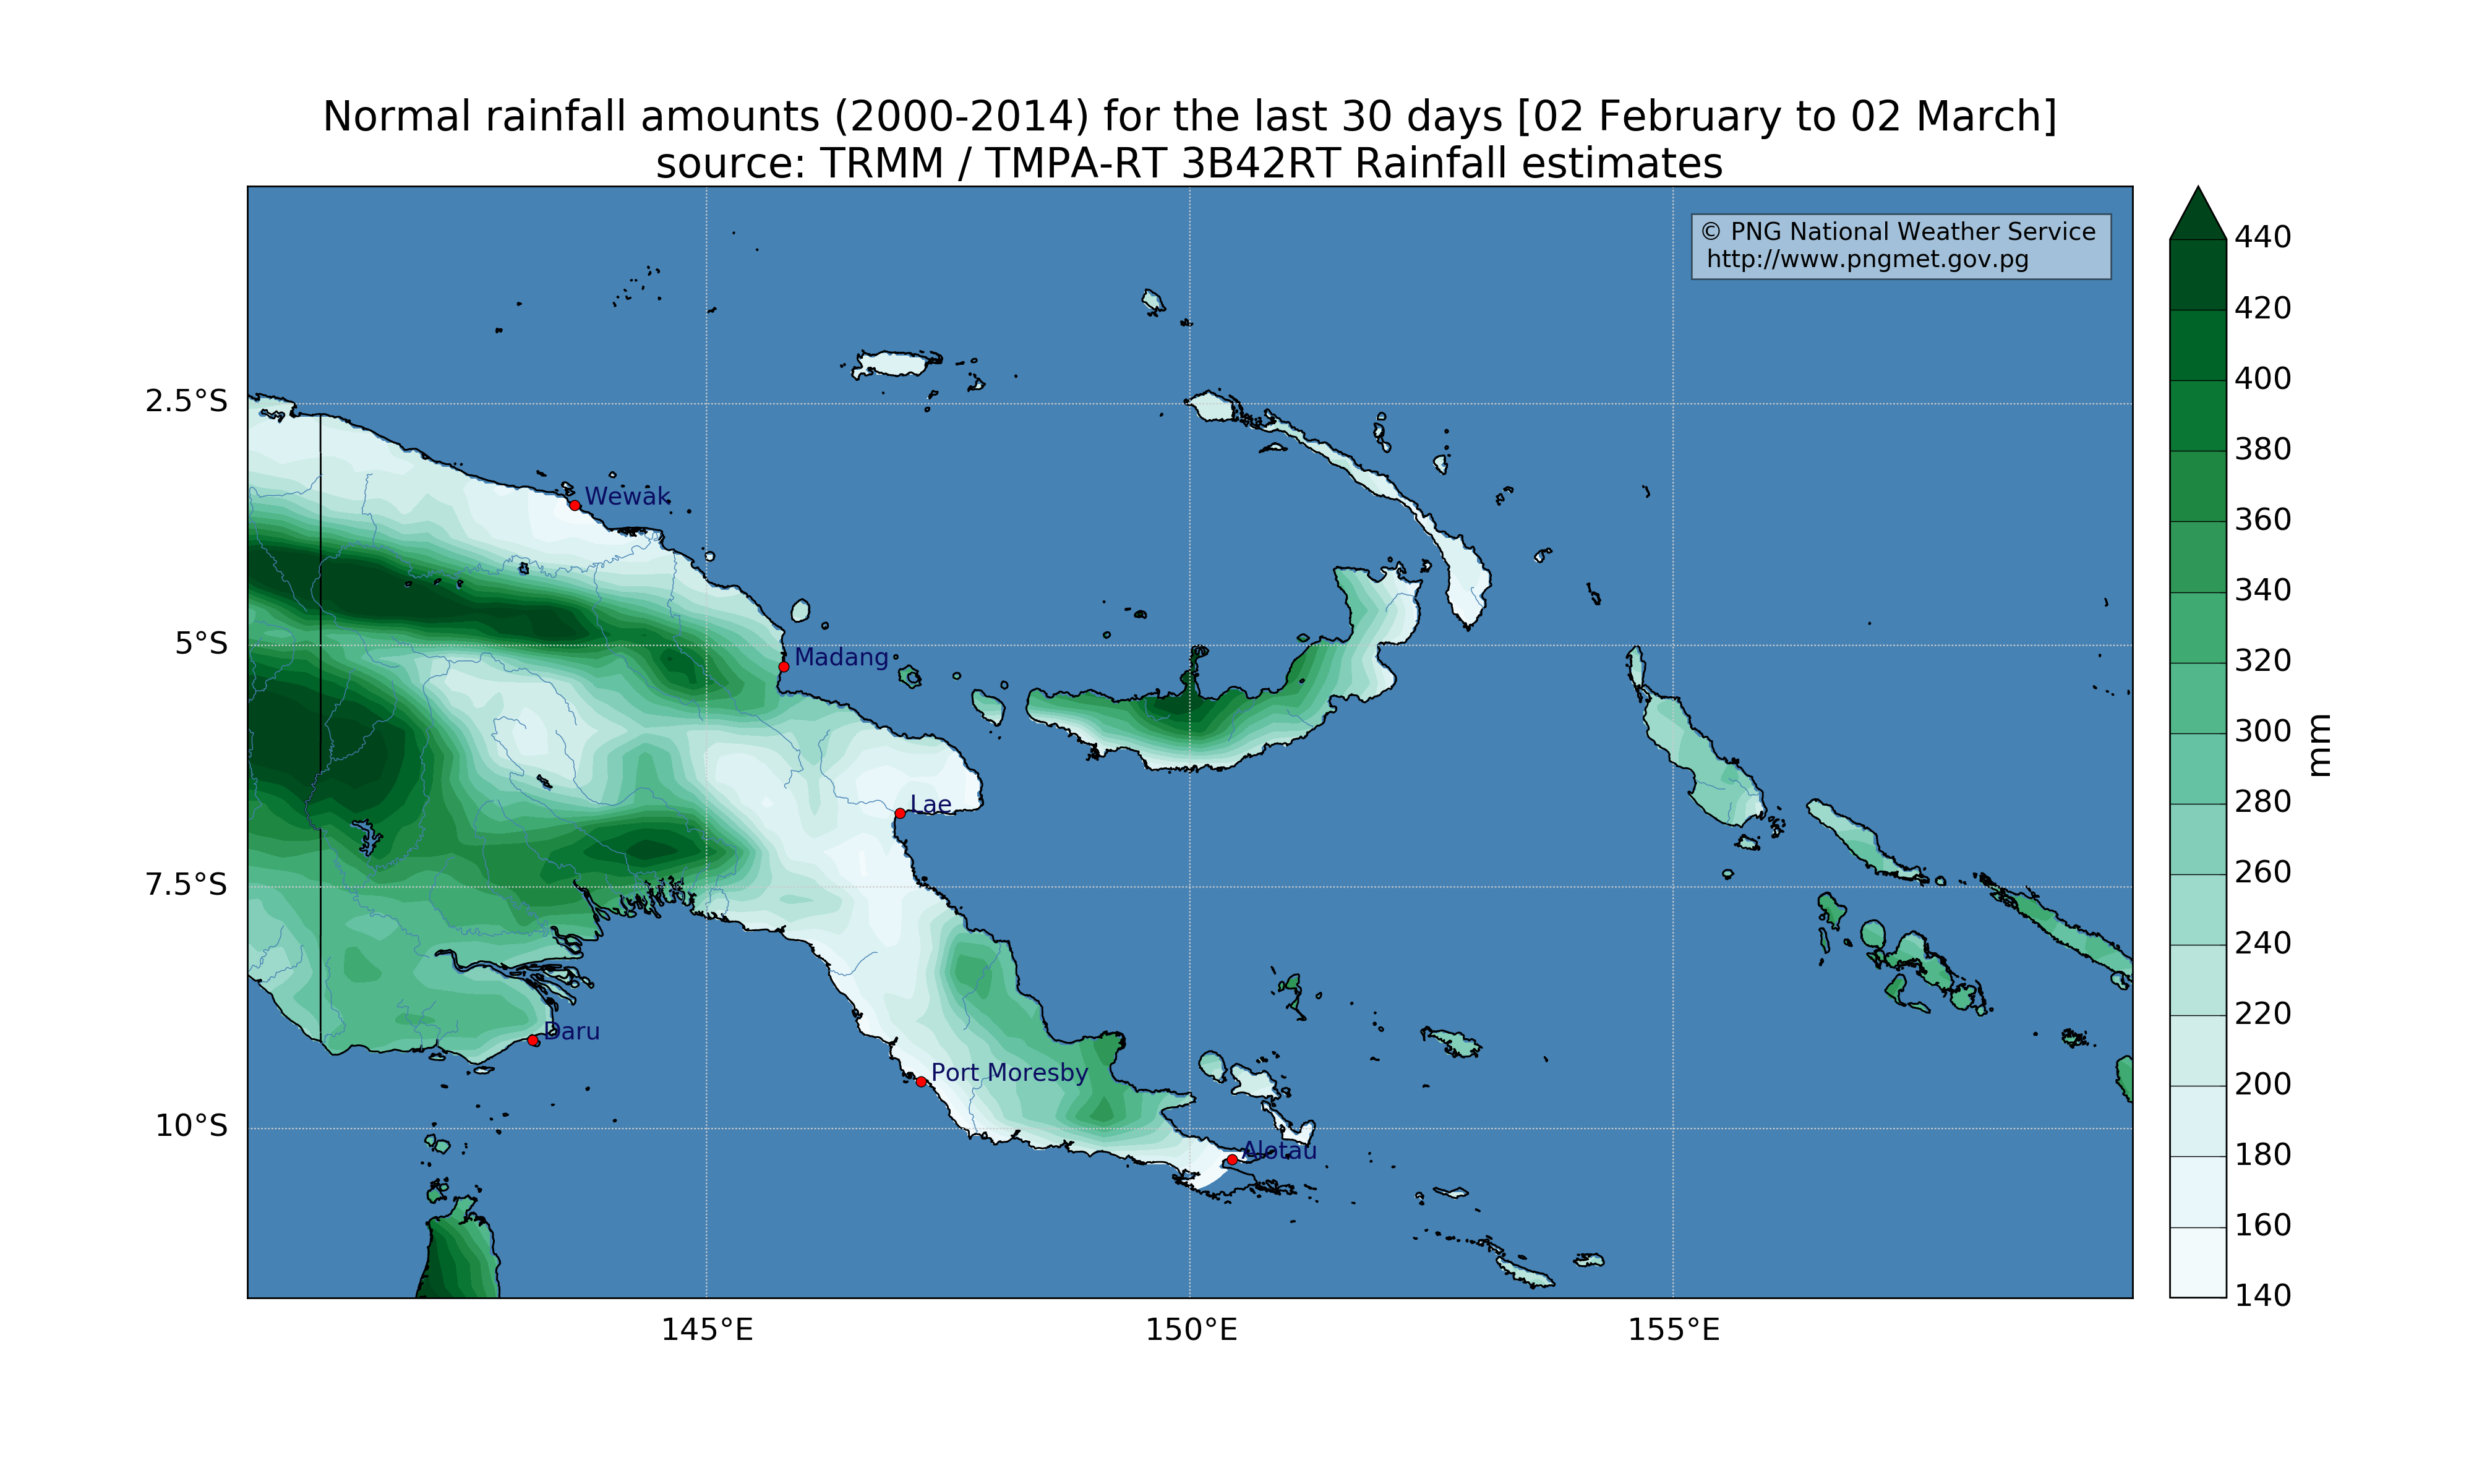 Normal rainfall amounts (2000-2014) for the last 30 days [02 February to 02 March]
source: TRMM / TMPA-RT 3B42RT Rainfall estimates
© PNG National Weather Service
http://www.pngmet.gov.pg
2.5°S
5°S
7.5°S
10°S
145°E
150°E
155°E
Wewak
Madang
Lae
Daru
Port Moresby
Alotau
440
420
400
380
360
340
320
300
280
260
240
220
200
180
160
140
mm